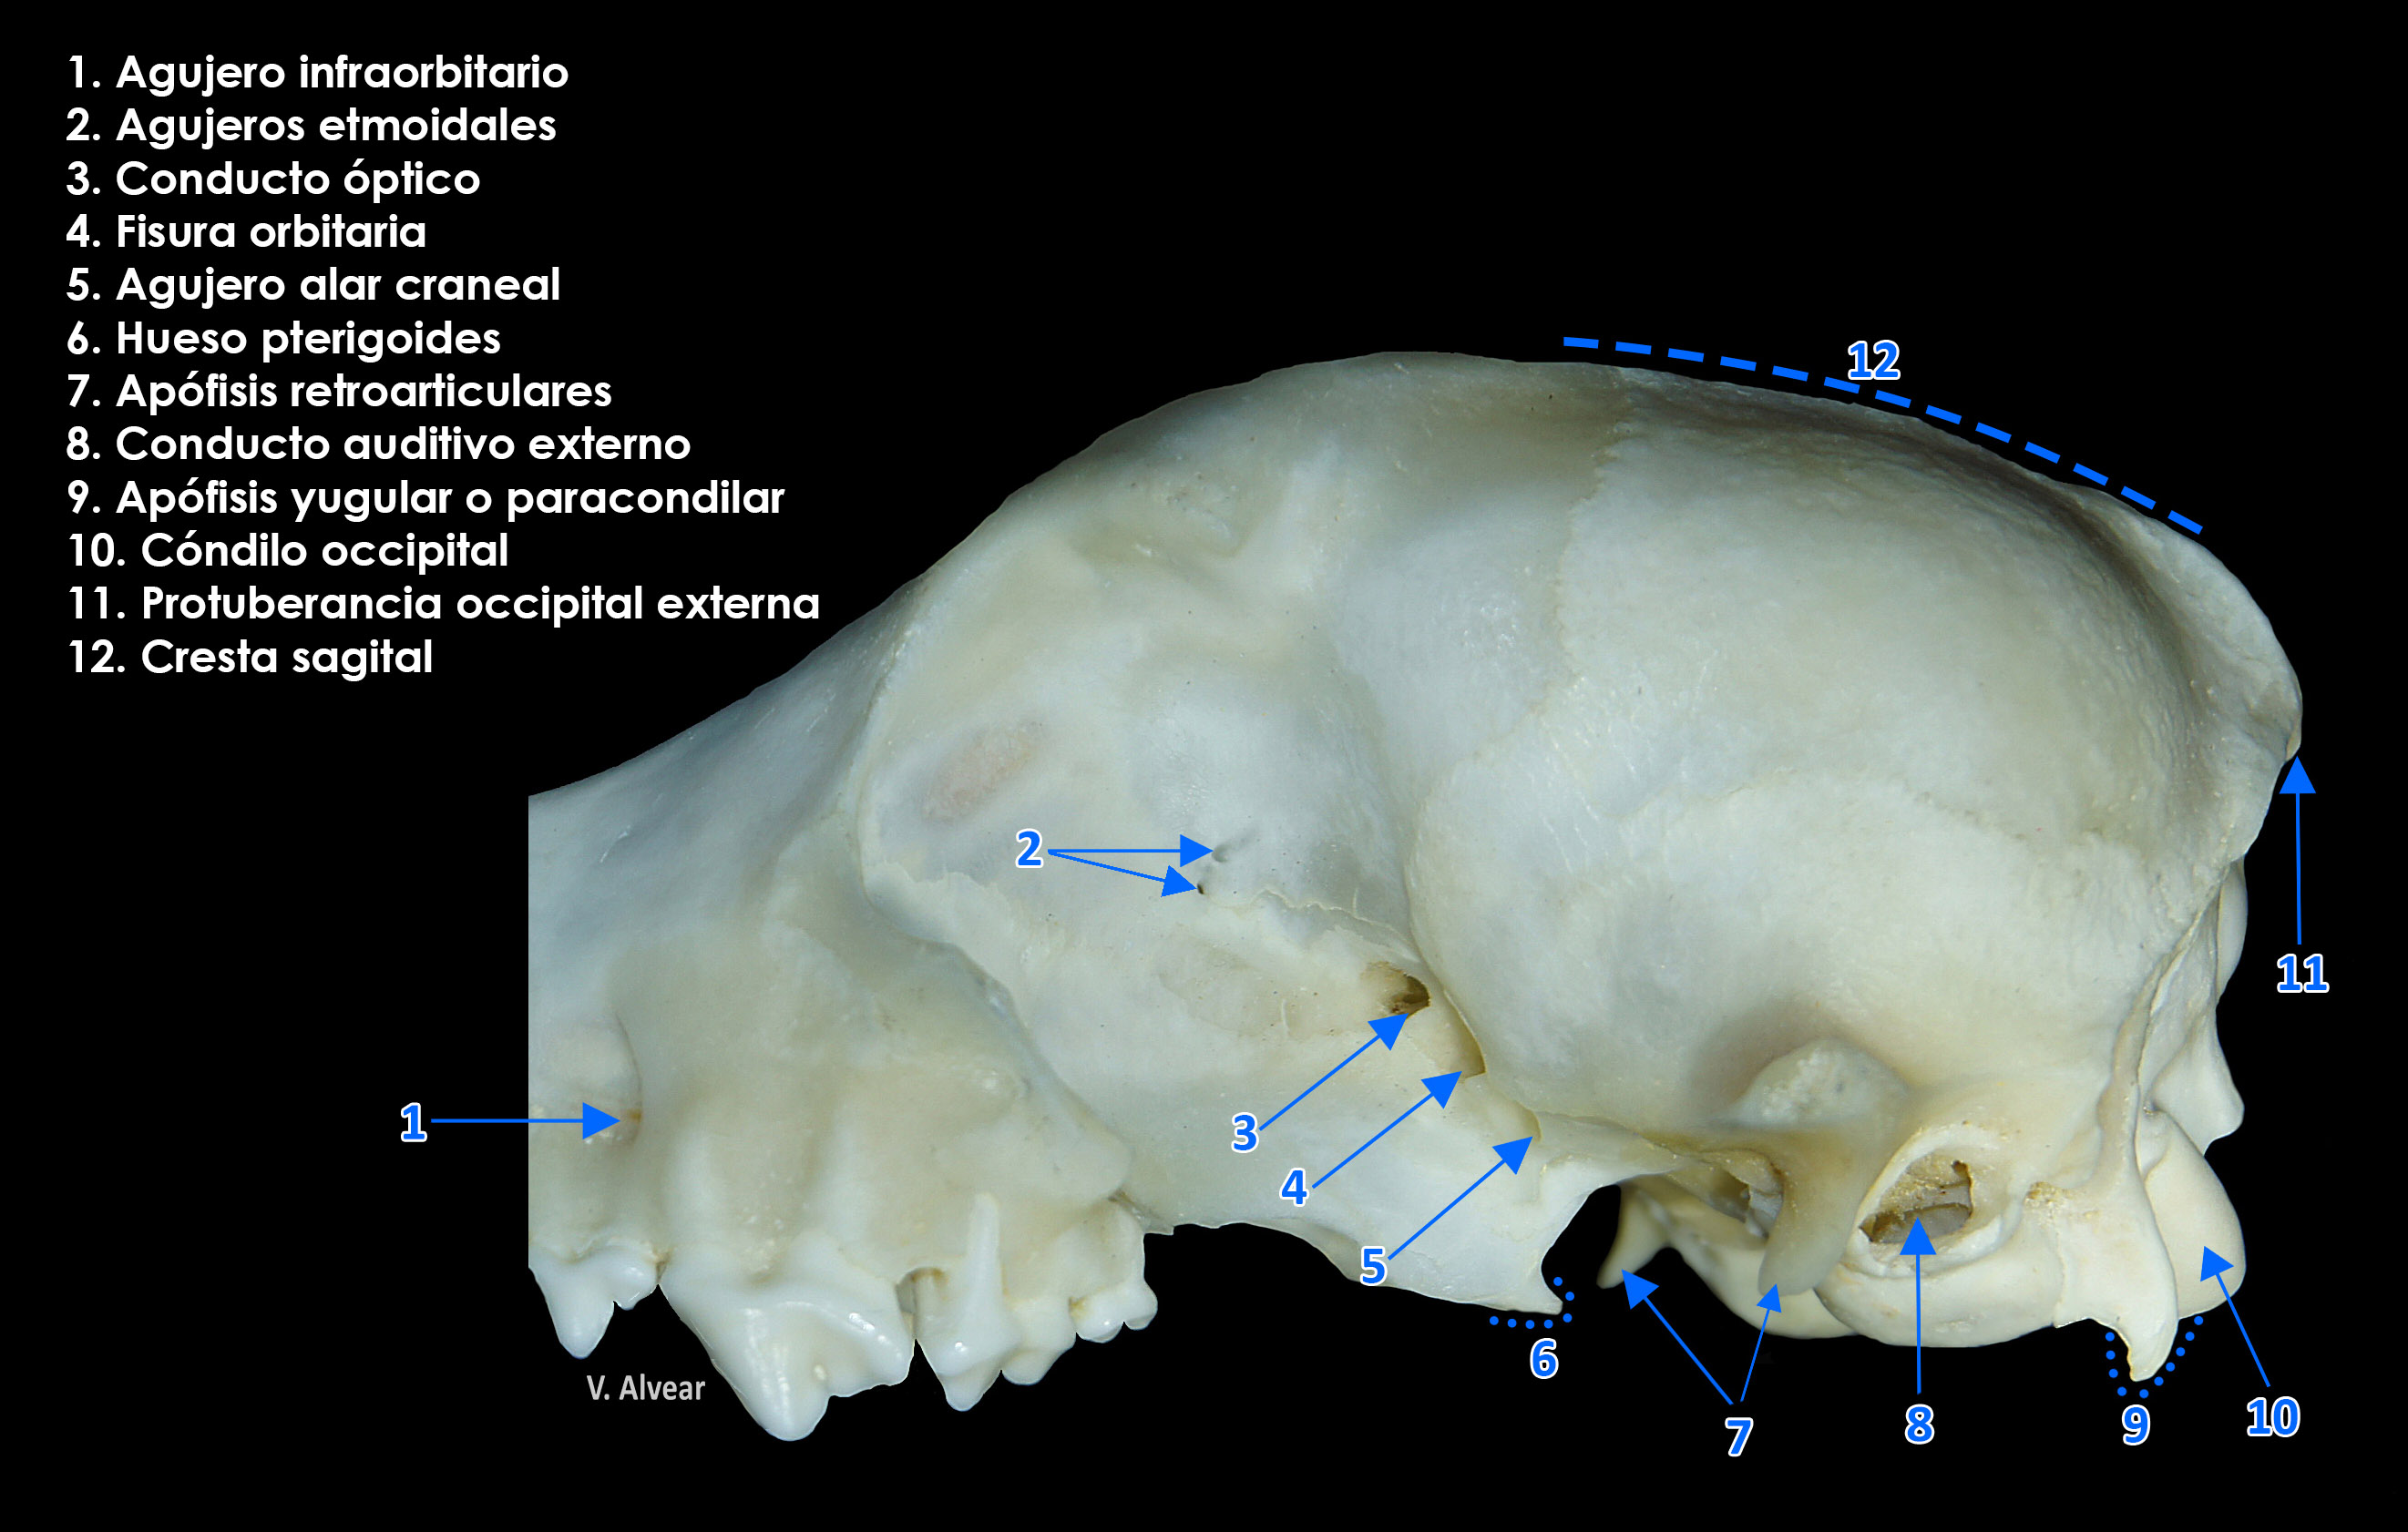 1. Agujero infraorbitario
2. Agujeros etmoidales
3. Conducto óptico
4. Fisura orbitaria
5. Agujero alar craneal
6. Hueso pterigoides
7. Apófisis retroarticulares
8. Conducto auditivo externo
9. Apófisis yugular o paracondilar
10. Cóndilo occipital
11. Protuberancia occipital externa
12. Cresta sagital
12
2
11
1
3
4
5
6
V. Alvear
7
8
9
10